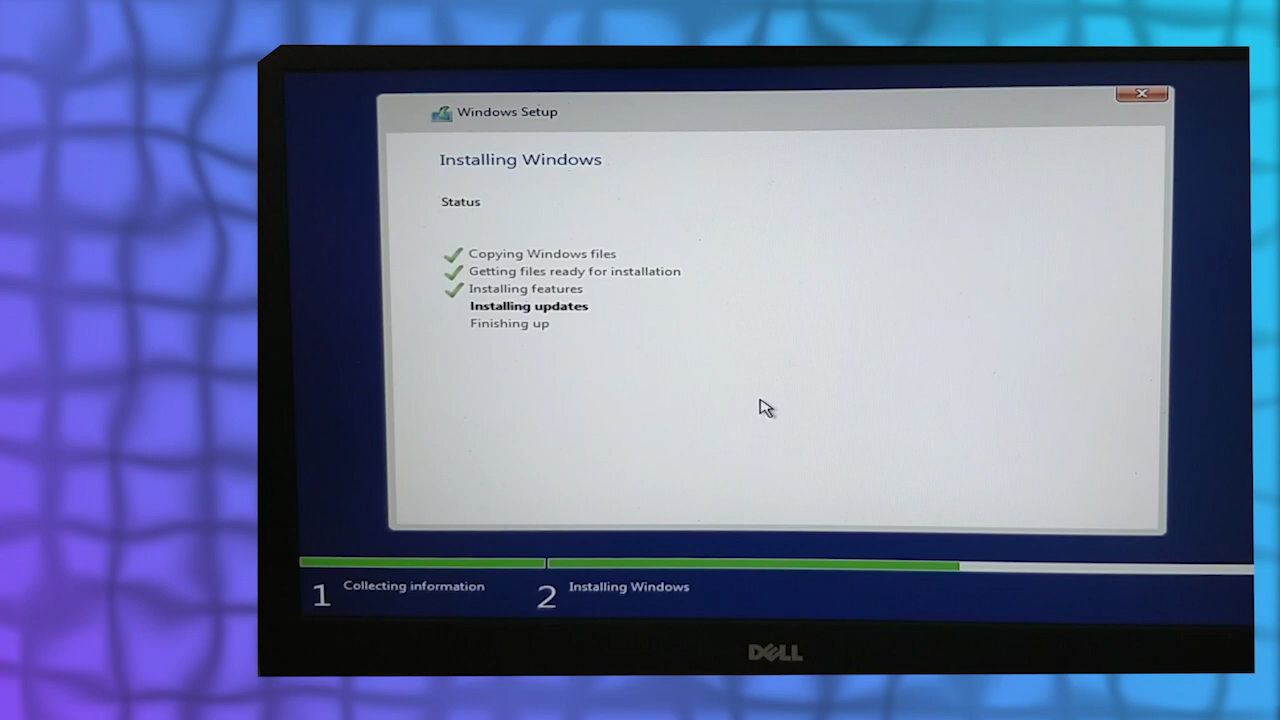 Windows Setup
Installing Windows
Status
Copying Windows files
Getting files ready for installation
Installing features
Installing updates
Finishing up
1 Collecting information
2 Installing Windows
DELL